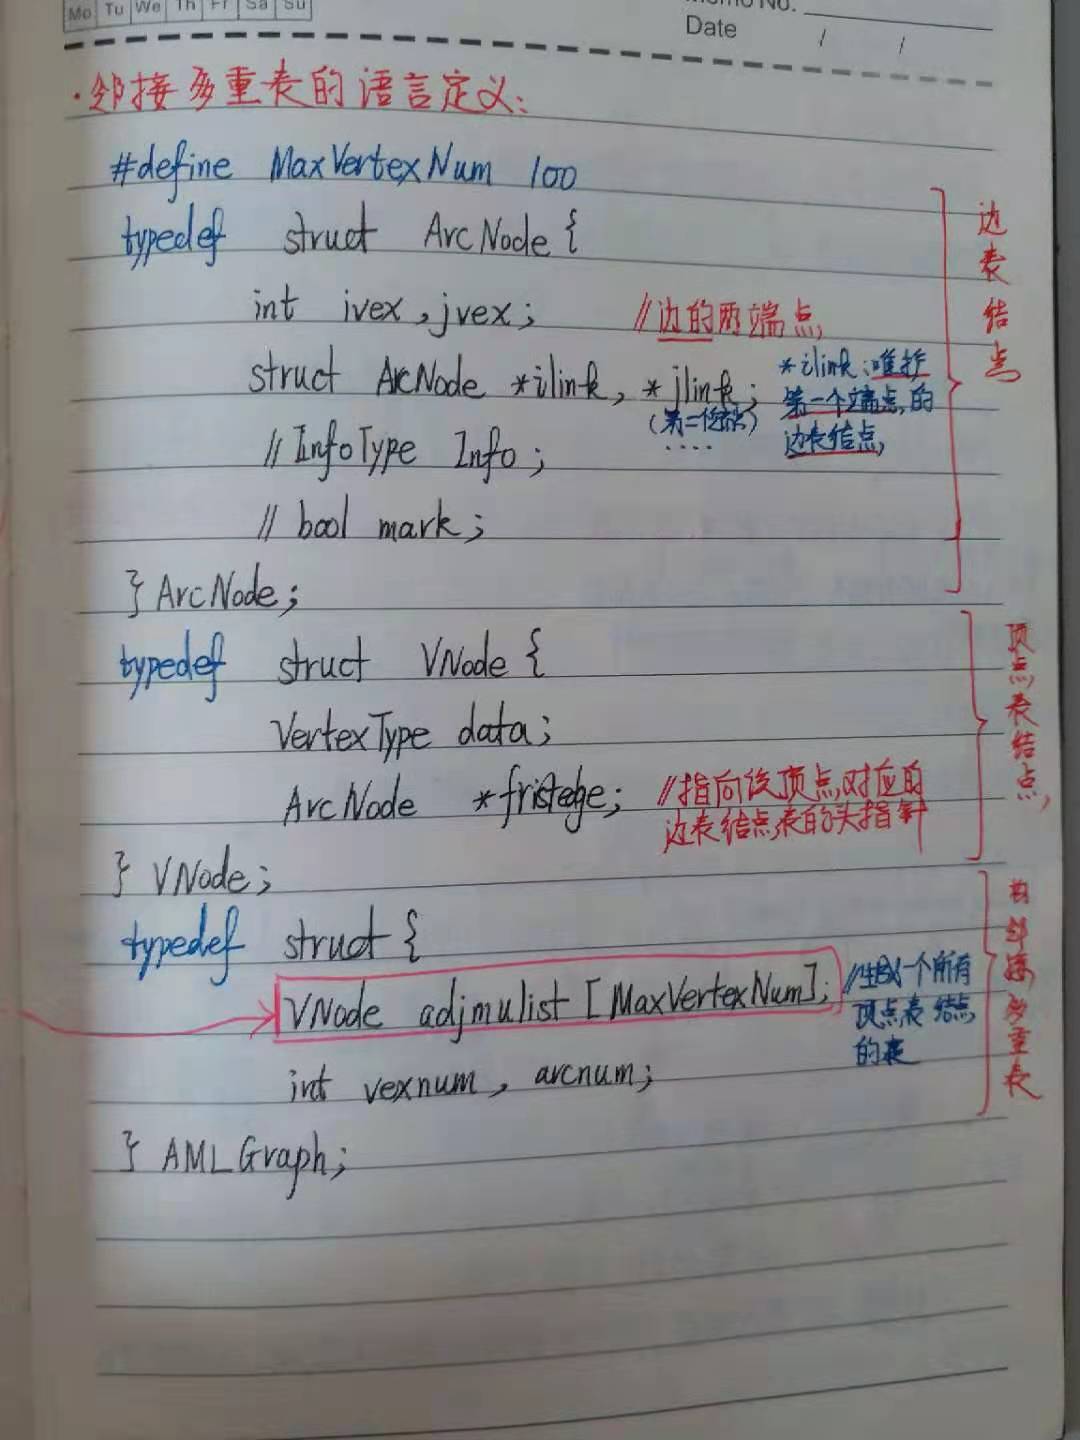 Mo Tu We Th Fr Sa Su
Memo No.
Date / /
·邻接多重表的语言定义:
#define MaxVertexNum 100
typedef struct ArcNode {
int ivex, jvex; //边的两端点
struct ArcNode *ilink, *jlink;
*ilink:唯护
第一个端点的
边表结点
(第二个
....
//InfoType Info;
// bool mark;
} ArcNode;
边表结点
typedef struct VNode {
VertexType data;
ArcNode *fristedge; //指向该顶点对应的
边表结点表的头指针
} VNode;
顶点表结点
typedef struct {
VNode adjmulist [MaxVertexNum]; //生成一个所有
顶点表结点
的表
int vexnum, arcnum;
} AMLGraph;
邻接多重表